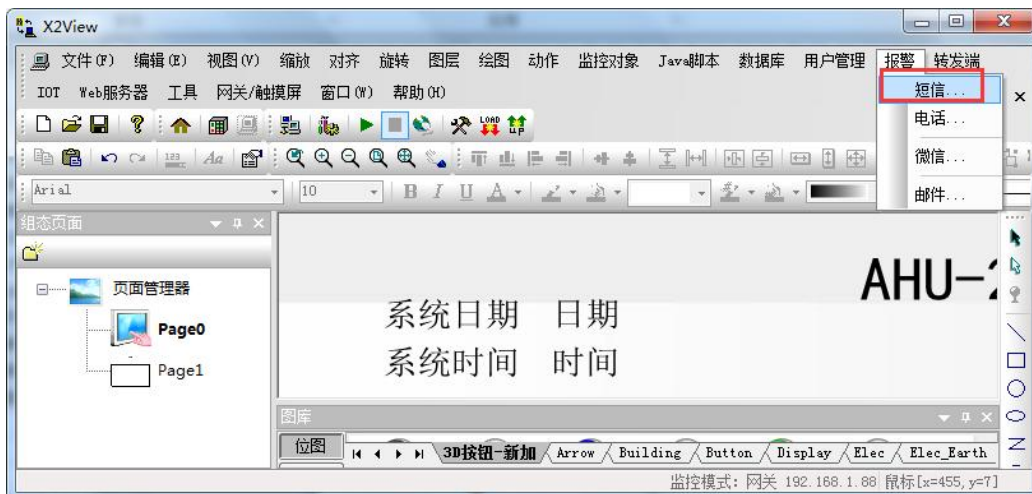 X2View
文件(F) 编辑(E) 视图(V) 缩放 对齐 旋转 图层 绘图 动作 监控对象 Java脚本 数据库 用户管理 报警 转发端
IOT Web服务器 工具 网关/触摸屏 窗口(W) 帮助(H)
短信...
电话...
微信...
邮件...
LOAD
UP
123
Aa
Arial 10 B I U A
组态页面
页面管理器
Page0
Page1
AHU-2
系统日期 日期
系统时间 时间
图库
位图 3D按钮-新加 Arrow Building Button Display Elec Elec_Earth
监控模式: 网关 192.168.1.88 鼠标[x=455, y=7]